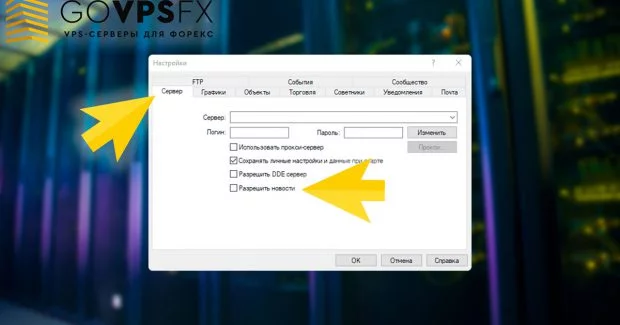 GOVPSFX
VPS-СЕРВЕРЫ ДЛЯ ФОРЕКС
Настройки
?
FTP События Сообщество
Сервер Графики Объекты Торговля Советники Уведомления Почта
Сервер:
Логин: Пароль: Изменить
Использовать прокси-сервер Прокси...
Сохранять личные настройки и данные при старте
Разрешить DDE сервер
Разрешить новости
OK Отмена Справка